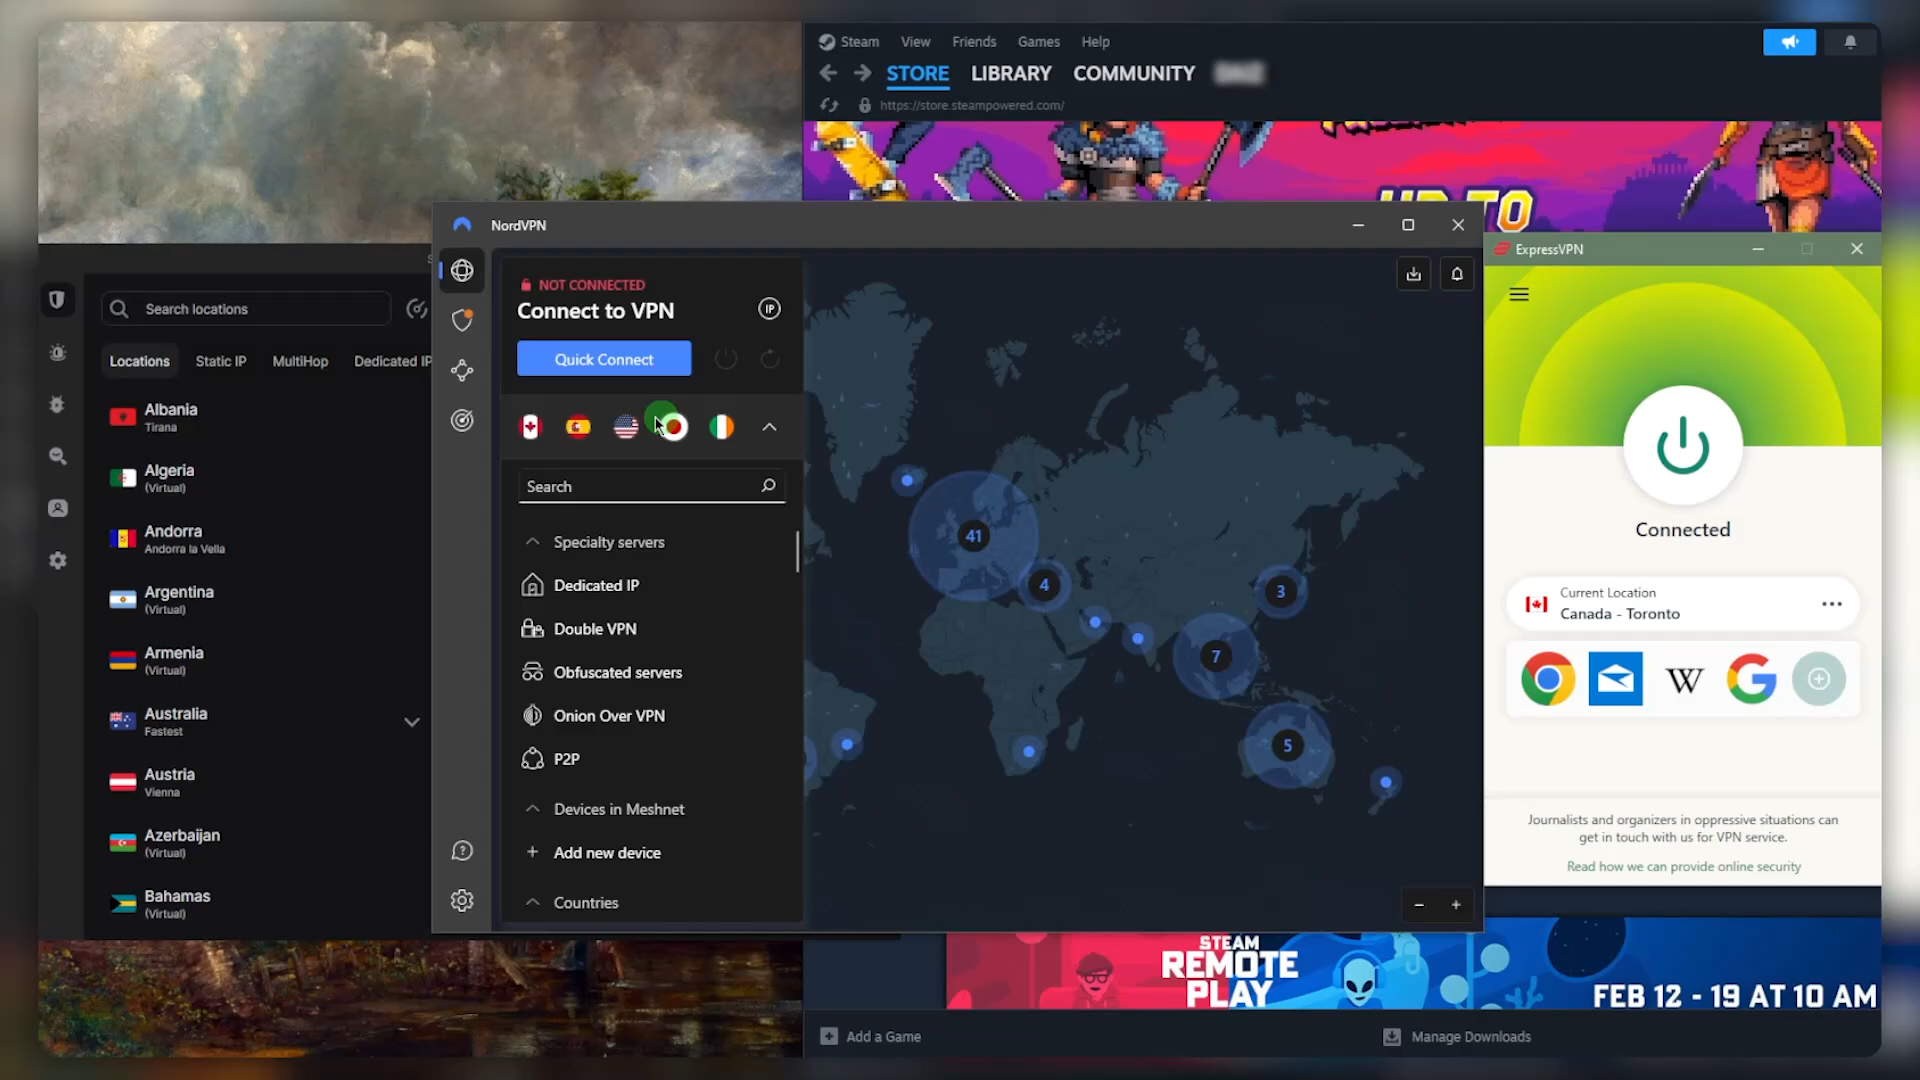 Steam
View
Friends
Games
Help
STORE
LIBRARY
COMMUNITY
https://store.steampowered.com/
UP TO
NordVPN
ExpressVPN
Search locations
Locations
Static IP
MultiHop
Dedicated IP
Albania
Tirana
Algeria
(Virtual)
Andorra
Andorra la Vella
Argentina
(Virtual)
Armenia
(Virtual)
Australia
Fastest
Austria
Vienna
Azerbaijan
(Virtual)
Bahamas
(Virtual)
NOT CONNECTED
Connect to VPN
IP
Quick Connect
Search
Specialty servers
Dedicated IP
Double VPN
Obfuscated servers
Onion Over VPN
P2P
Devices in Meshnet
Add new device
Countries
41
4
3
7
5
Connected
Current Location
Canada - Toronto
W
Journalists and organizers in oppressive situations can
get in touch with us for VPN service.
Read how we can provide online security
STEAM
REMOTE
PLAY
FEB 12 - 19 AT 10 AM
Add a Game
Manage Downloads